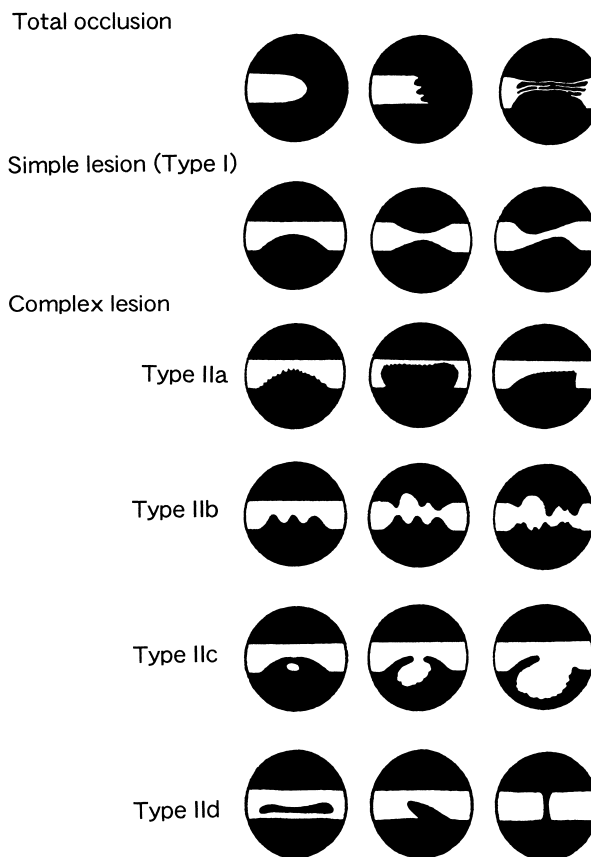 Total occlusion
Simple lesion (Type I)
Complex lesion
Type IIa
Type IIb
Type IIc
Type IId